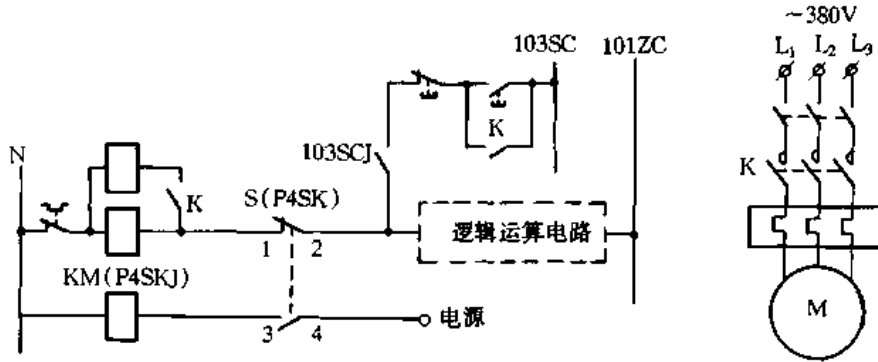 ~380V
103SC 101ZC L₁ L₂ L₃
K
103SCJ
N
K S(P4SK) K
1 2 逻辑运算电路
KM(P4SKJ)
3 4 电源 M